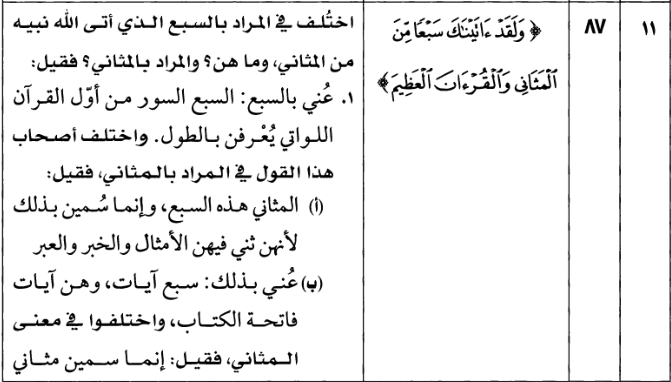 ١١
٨٧
﴿ وَلَقَدْ ءَاتَيْنَٰكَ سَبْعًا مِّنَ
ٱلْمَثَانِى وَٱلْقُرْءَانَ ٱلْعَظِيمَ ﴾
اختُلف في المراد بالسبع الذي أتى الله نبيه
من المثاني، وما هن؟ والمراد بالمثاني؟ فقيل:
١. عُني بالسبع: السبع السور من أوّل القرآن
اللواتي يُعْرفن بالطول. واختلف أصحاب
هذا القول في المراد بالمثاني، فقيل:
(أ) المثاني هذه السبع، وإنما سُمين بذلك
لأنهن ثني فيهن الأمثال والخبر والعبر
(ب) عُني بذلك: سبع آيات، وهن آيات
فاتحة الكتاب، واختلفوا في معنى
المثاني، فقيل: إنما سمين مثاني